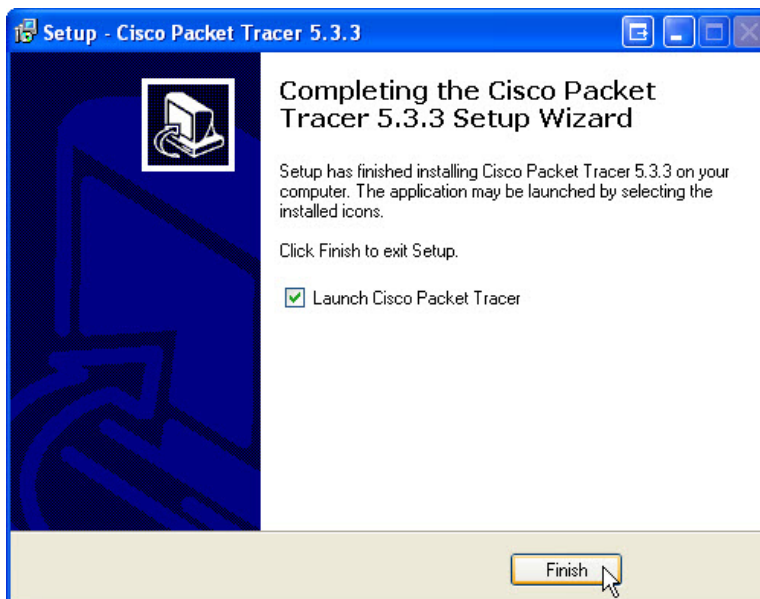 Setup - Cisco Packet Tracer 5.3.3
Completing the Cisco Packet
Tracer 5.3.3 Setup Wizard
Setup has finished installing Cisco Packet Tracer 5.3.3 on your
computer. The application may be launched by selecting the
installed icons.
Click Finish to exit Setup.
Launch Cisco Packet Tracer
Finish